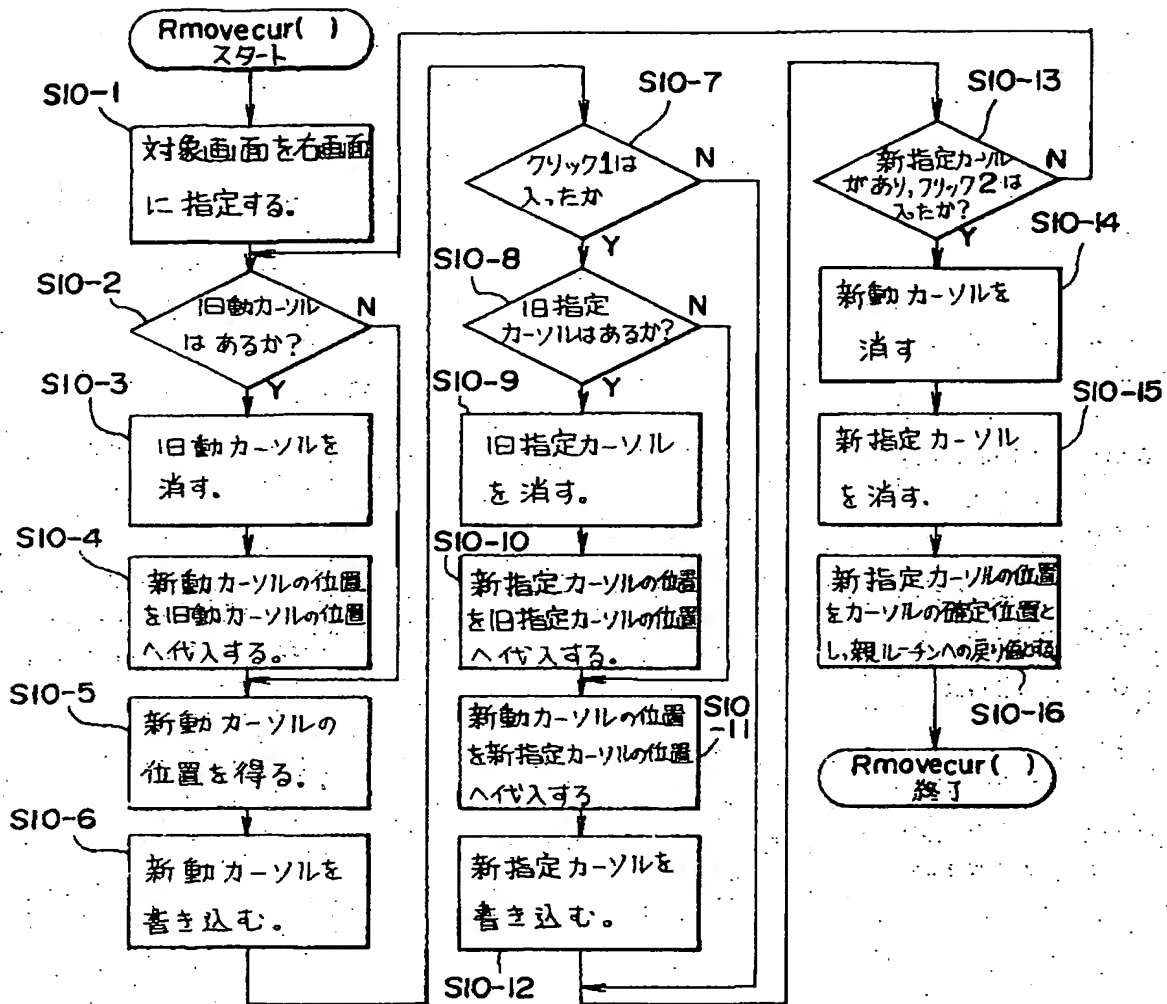 Rmovecur( )
スタート
S10-1
対象画面を右画面
に指定する。
S10-2
旧動カーソル
はあるか?
N
Y
S10-3
旧動カーソルを
消す。
S10-4
新動カーソルの位置
を旧動カーソルの位置
へ代入する。
S10-5
新動カーソルの
位置を得る。
S10-6
新動カーソルを
書き込む。
S10-7
クリック1は
入ったか
N
Y
S10-8
旧指定
カーソルはあるか?
N
Y
S10-9
旧指定カーソル
を消す。
S10-10
新指定カーソルの位置
を旧指定カーソルの位置
へ代入する。
S10
-11
新動カーソルの位置
を新指定カーソルの位置
へ代入する
新指定カーソルを
書き込む。
S10-12
S10-13
新指定カーソル
があり,クリック2は
入ったか?
N
Y
S10-14
新動カーソルを
消す
S10-15
新指定カーソル
を消す.
新指定カーソルの位置
をカーソルの確定位置と
し,親ルーチンへの戻り値とする
S10-16
Rmovecur( )
終了